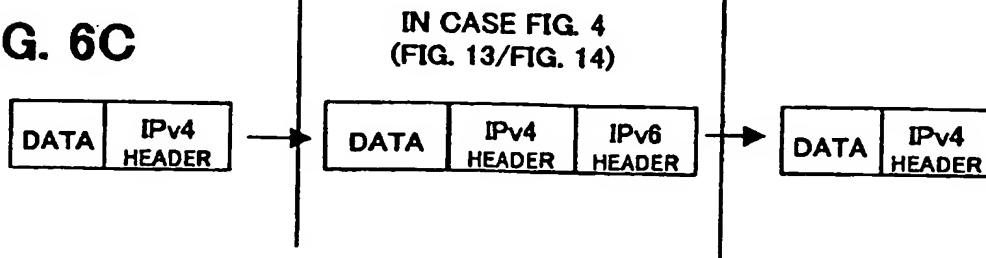 G. 6C
IN CASE FIG. 4
(FIG. 13/FIG. 14)
DATA
IPv4
HEADER
DATA
IPv4
HEADER
IPv6
HEADER
DATA
IPv4
HEADER